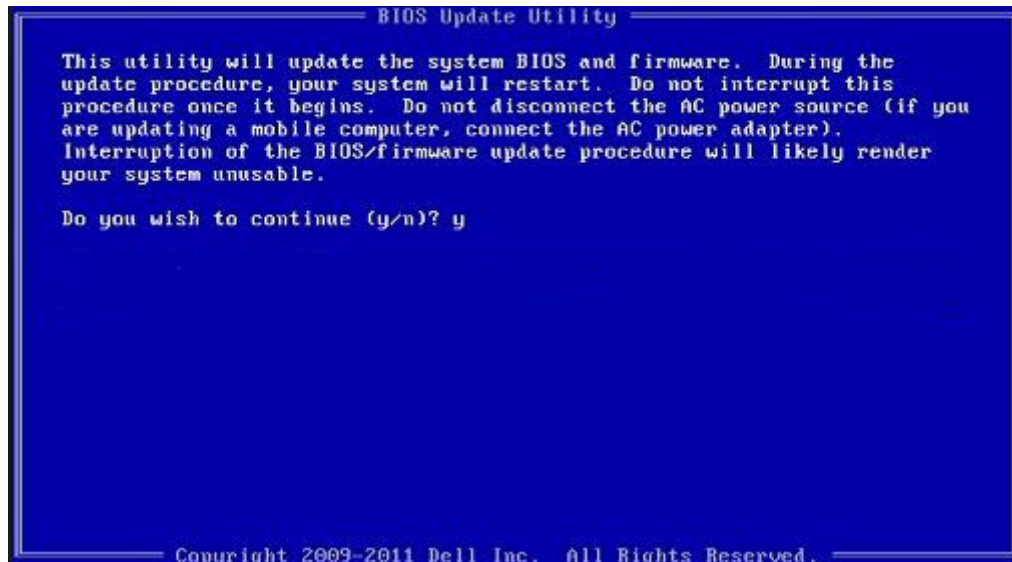 BIOS Update Utility
This utility will update the system BIOS and firmware.  During the
update procedure, your system will restart.  Do not interrupt this
procedure once it begins.  Do not disconnect the AC power source (if you
are updating a mobile computer, connect the AC power adapter).
Interruption of the BIOS/firmware update procedure will likely render
your system unusable.
Do you wish to continue (y/n)? y
Copyright 2009-2011 Dell Inc.  All Rights Reserved.